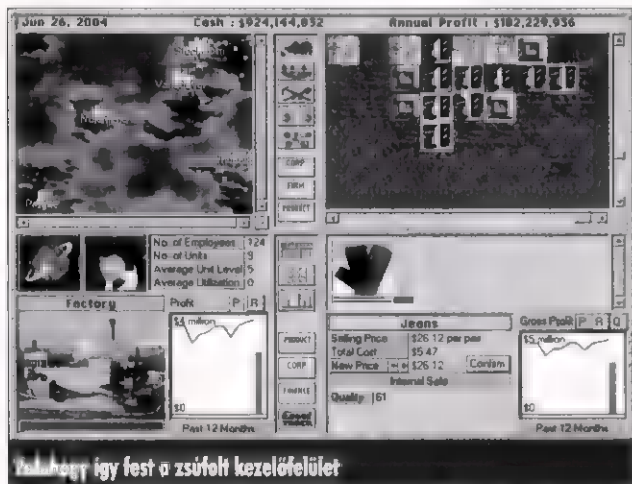 Jun 26, 2004
Cash : $924,144,832
Annual Profit : $182,229,936
CORP
FIRM
PRODUCT
No. of Employees 124
No. of Units 9
Average Unit Level 5
Average Utilization 0
Factory
Profit P R
$4 million
$0
Past 12 Months
PRODUCT
CORP
FINANCE
Jeans
Selling Price $26.12 per pair
Total Cost $5.47
New Price $26.12 Confirm
Internal Sale
Quality 61
Gross Profit P R Q
$5 million
$0
Past 12 Months
így fest a zsúfolt kezelőfelület